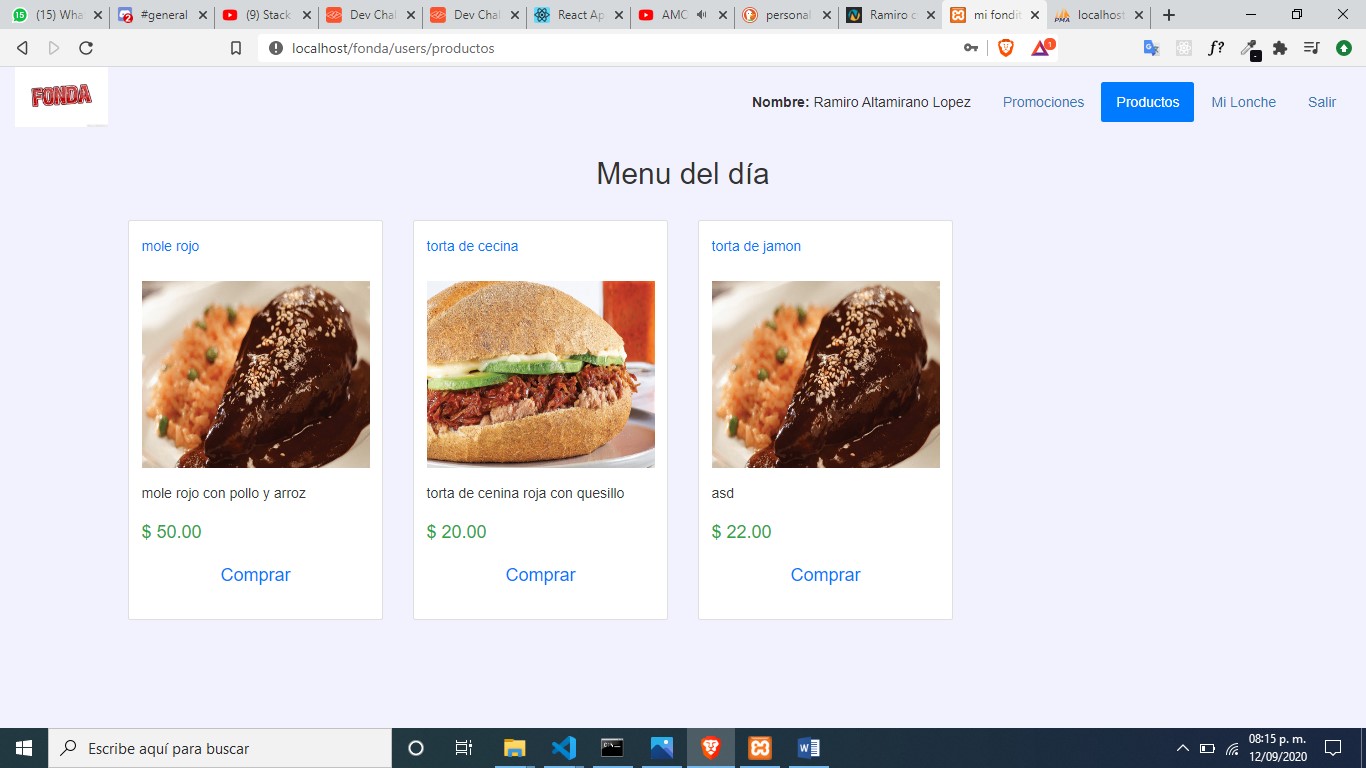 (15) Wha
#general
(9) Stack
Dev Chal
Dev Chal
React Ap
AMC
personal
Ramiro c
mi fondit
localhost
localhost/fonda/users/productos
FONDA
Nombre: Ramiro Altamirano Lopez
Promociones
Productos
Mi Lonche
Salir
Menu del día
mole rojo
torta de cecina
torta de jamon
mole rojo con pollo y arroz
torta de cenina roja con quesillo
asd
$ 50.00
$ 20.00
$ 22.00
Comprar
Comprar
Comprar
Escribe aquí para buscar
08:15 p. m.
12/09/2020